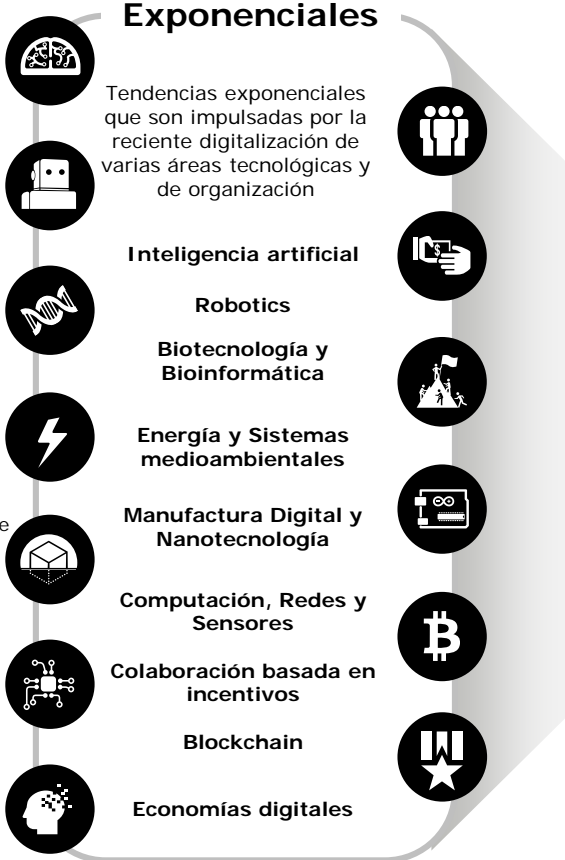 Exponenciales
Tendencias exponenciales
que son impulsadas por la
reciente digitalización de
varias áreas tecnológicas y
de organización
Inteligencia artificial
Robotics
Biotecnología y
Bioinformática
Energía y Sistemas
medioambientales
e
Manufactura Digital y
Nanotecnología
Computación, Redes y
Sensores
Colaboración basada en
incentivos
Blockchain
Economías digitales